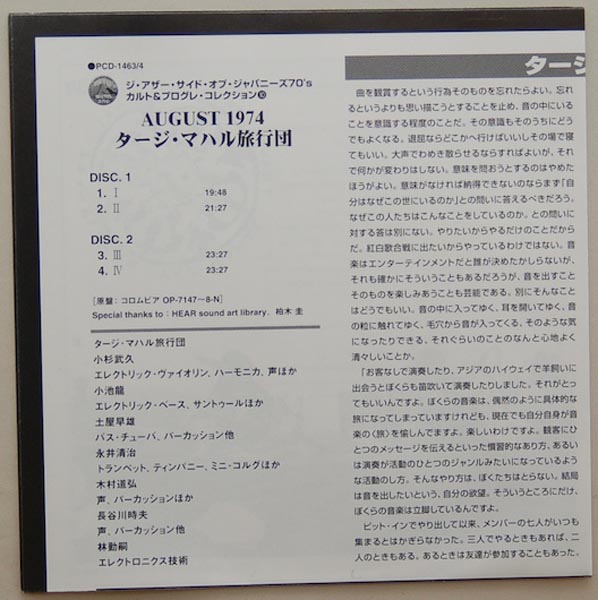 ●PCD-1463/4
ジ・アザー・サイド・オブ・ジャパニーズ70's
カルト&プログレ・コレクション⑩
AUGUST 1974
タージ・マハル旅行団
DISC. 1
1. Ⅰ 19:48
2. Ⅱ 21:27
DISC. 2
3. Ⅲ 23:27
4. Ⅳ 23:27
[原盤:コロムビア OP-7147〜8-N]
Special thanks to : HEAR sound art library, 柏木 圭
タージ・マハル旅行団
小杉武久
エレクトリック・ヴァイオリン、ハーモニカ、声ほか
小池龍
エレクトリック・ベース、サントゥールほか
土屋早雄
バス・チューバ、パーカッション他
永井清治
トランペット、ティンパニー、ミニ・コルグほか
木村道弘
声、パーカッションほか
長谷川時夫
声、パーカッション他
林勤嗣
エレクトロニクス技術
タージ
曲を観賞するという行為そのものを忘れたらよい。忘れ
るというよりも思い描こうとすることを止め、音の中にいる
ことを意識する程度のことだ。その意識もそのうちにどう
でもよくなる。退屈ならどこかへ行けばいいしその場で寝
てもいい。大声でわめき散らせるならすればよいが、それ
で何かが変わりはしない。意味を問おうとするのはやめた
ほうがよい。意味がなければ納得できないのならまず「自
分はなぜこの世にいるのか」との問いに答えるべきだろう。
なぜこの人たちはこんなことをしているのか。との問いに
対する答は別にない。やりたいからやるだけのことだから
だ。紅白歌合戦に出たいからやっているわけではない。音
楽はエンターテインメントだと誰が決めたかしらないが、
それも確かにそういうこともあるだろうが、音を出すこと
そのものを楽しみあうことも芸能である。別にそんなこと
はどうでもいい。音の中に入ってゆく、耳を開いてゆく、音
の粒に触れてゆく、毛穴から音が入ってくる、そのような気
になったりできる、それぐらいのことのなんと心地よく
清々しいことか。
「お客なしで演奏したり、アジアのハイウェイで羊飼いに
出会うとぼくらも笛吹いて演奏したりしました。それがとっ
てもいいんですよ。ぼくらの音楽は、偶然のように具体的な
旅になってしまっていますけれども、現在でも自分自身が音
楽の〈旅〉を愉しんでますよ。楽しいわけですよ。観客にひ
とつのメッセージを伝えるといった慣習的なあり方、あるい
は演奏が活動のひとつのジャンルみたいになっているよう
な活動のし方。そんなやり方は、ぼくたちはとらない。結局
は音を出したいという、自分の欲望。そういうところにだけ、
ぼくらの音楽は立脚しているんですよ。
ピット・インでやり出して以来、メンバーの七人がいつも
集まるとはかぎらなかった。三人でやるときもあれば、二
人のときもある。あるときは友達が参加することもあった。